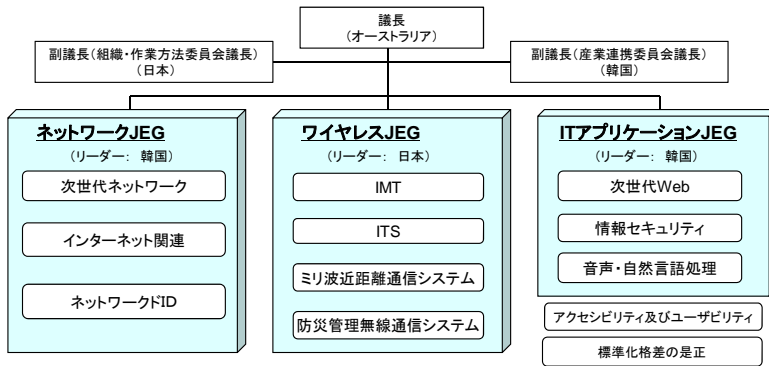 議長
(オーストラリア)
副議長(組織・作業方法委員会議長)
(日本)
副議長(産業連携委員会議長)
(韓国)
ネットワークJEG
(リーダー: 韓国)
次世代ネットワーク
インターネット関連
ネットワークドID
ワイヤレスJEG
(リーダー: 日本)
IMT
ITS
ミリ波近距離通信システム
防災管理無線通信システム
ITアプリケーションJEG
(リーダー: 韓国)
次世代Web
情報セキュリティ
音声・自然言語処理
アクセシビリティ及びユーザビリティ
標準化格差の是正